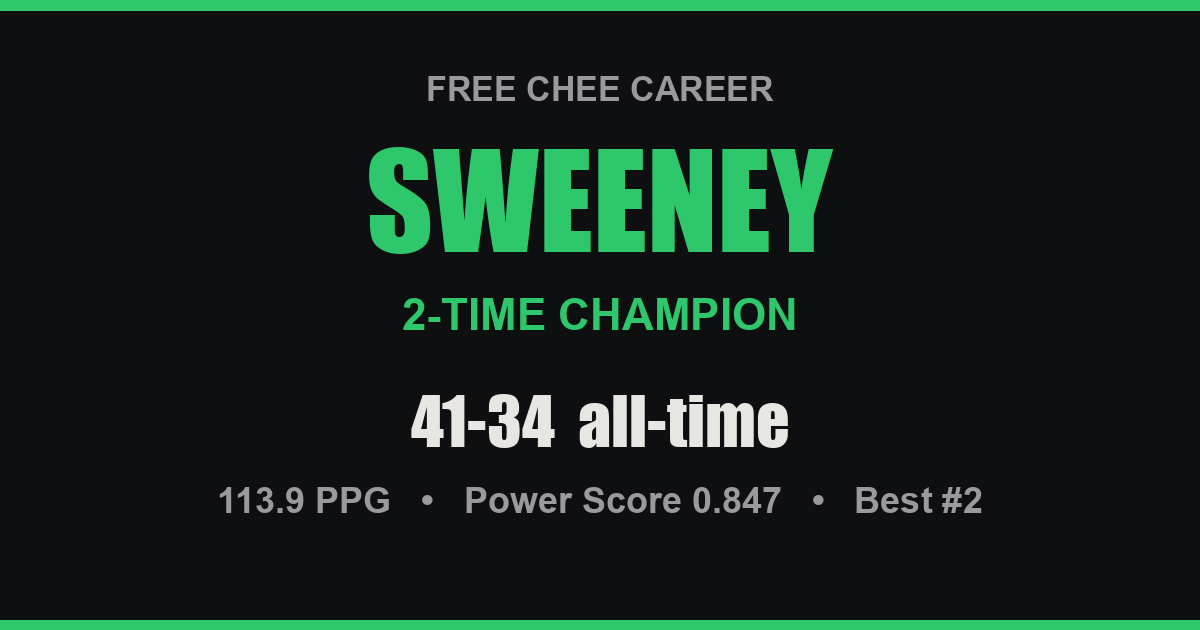 FREE CHEE CAREER
SWEENEY
2-TIME CHAMPION
41-34 all-time
113.9 PPG • Power Score 0.847 • Best #2